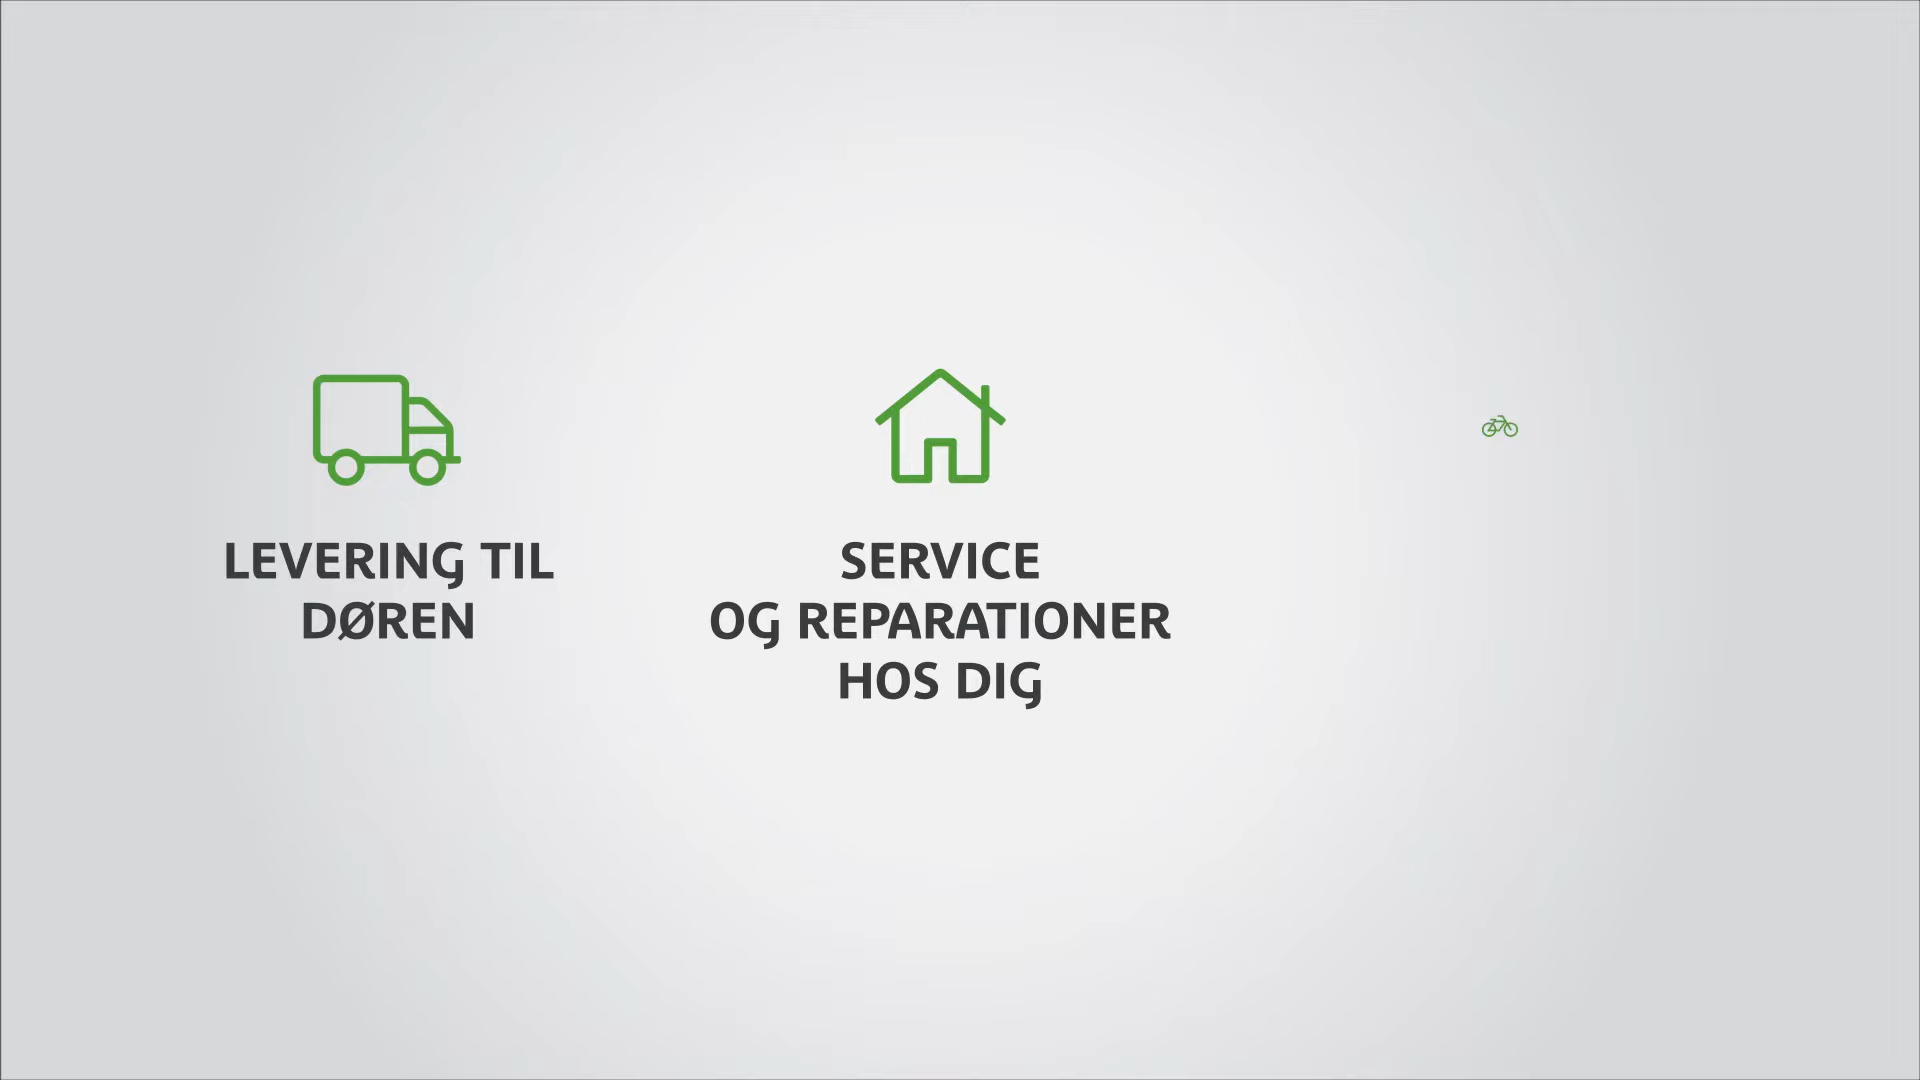 LEVERING TIL
DØREN
SERVICE
OG REPARATIONER
HOS DIG